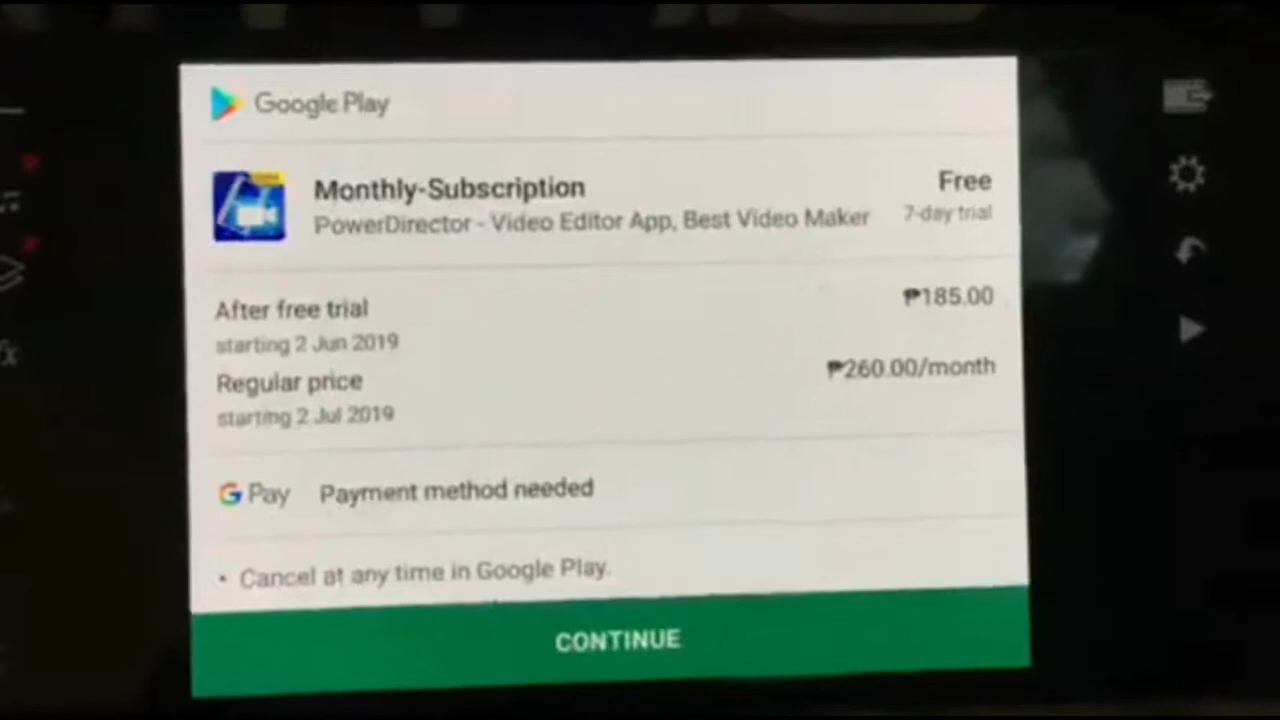 Google Play
Monthly-Subscription
Free
PowerDirector - Video Editor App, Best Video Maker
7-day trial
After free trial
₱185.00
starting 2 Jun 2019
Regular price
₱260.00/month
starting 2 Jul 2019
G Pay
Payment method needed
• Cancel at any time in Google Play.
CONTINUE